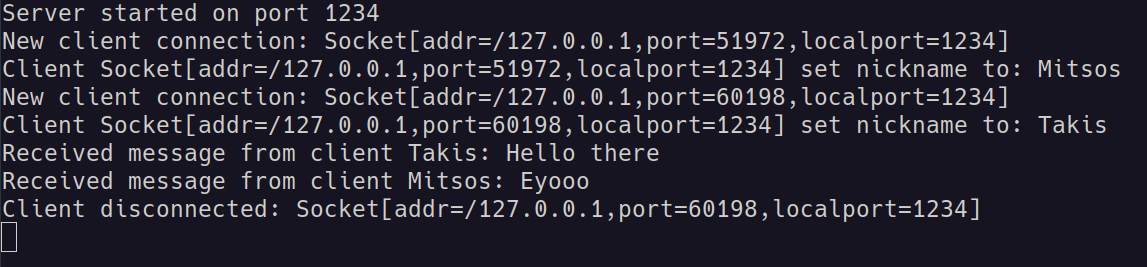 Server started on port 1234
New client connection: Socket[addr=/127.0.0.1,port=51972,localport=1234]
Client Socket[addr=/127.0.0.1,port=51972,localport=1234] set nickname to: Mitsos
New client connection: Socket[addr=/127.0.0.1,port=60198,localport=1234]
Client Socket[addr=/127.0.0.1,port=60198,localport=1234] set nickname to: Takis
Received message from client Takis: Hello there
Received message from client Mitsos: Eyooo
Client disconnected: Socket[addr=/127.0.0.1,port=60198,localport=1234]